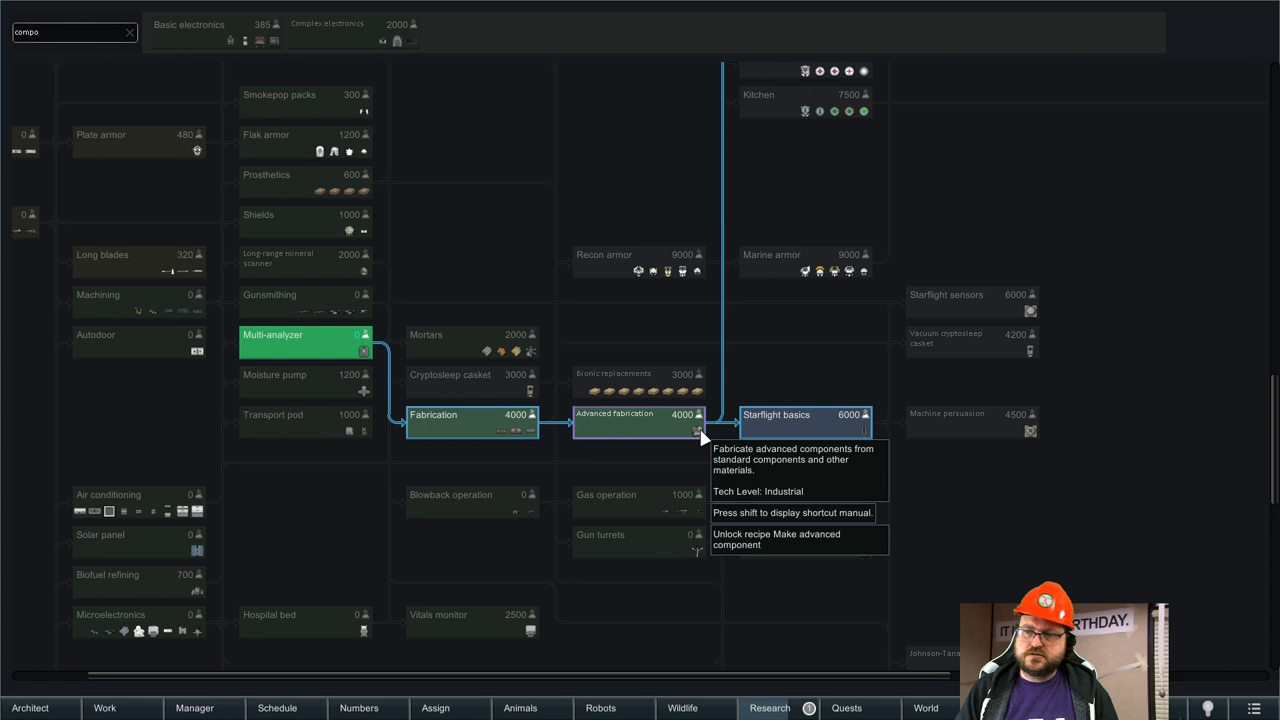 compo
Basic electronics 385
Complex electronics 2000
Smokepop packs 300
Kitchen 7500
0
Plate armor 480
Flak armor 1200
Prosthetics 600
0
Shields 1000
Long blades 320
Long-range mineral
scanner
2000
Recon armor 9000
Marine armor 9000
Machining 0
Gunsmithing 0
Starflight sensors 6000
Autodoor 0
Multi-analyzer 0
Mortars 2000
Vacuum cryptosleep
casket
4200
Moisture pump 1200
Cryptosleep casket 3000
Bionic replacements 3000
Transport pod 1000
Fabrication 4000
Advanced fabrication 4000
Starflight basics 6000
Machine persuasion 4500
Fabricate advanced components from
standard components and other
materials.
Tech Level: Industrial
Press shift to display shortcut manual.
Unlock recipe Make advanced
component
Air conditioning 0
Blowback operation 0
Gas operation 1000
Solar panel 0
Gun turrets 0
Biofuel refining 700
Microelectronics 0
Hospital bed 0
Vitals monitor 2500
Johnson-Tana
IT
RTHDAY.
Architect Work Manager Schedule Numbers Assign Animals Robots Wildlife Research 1 Quests World